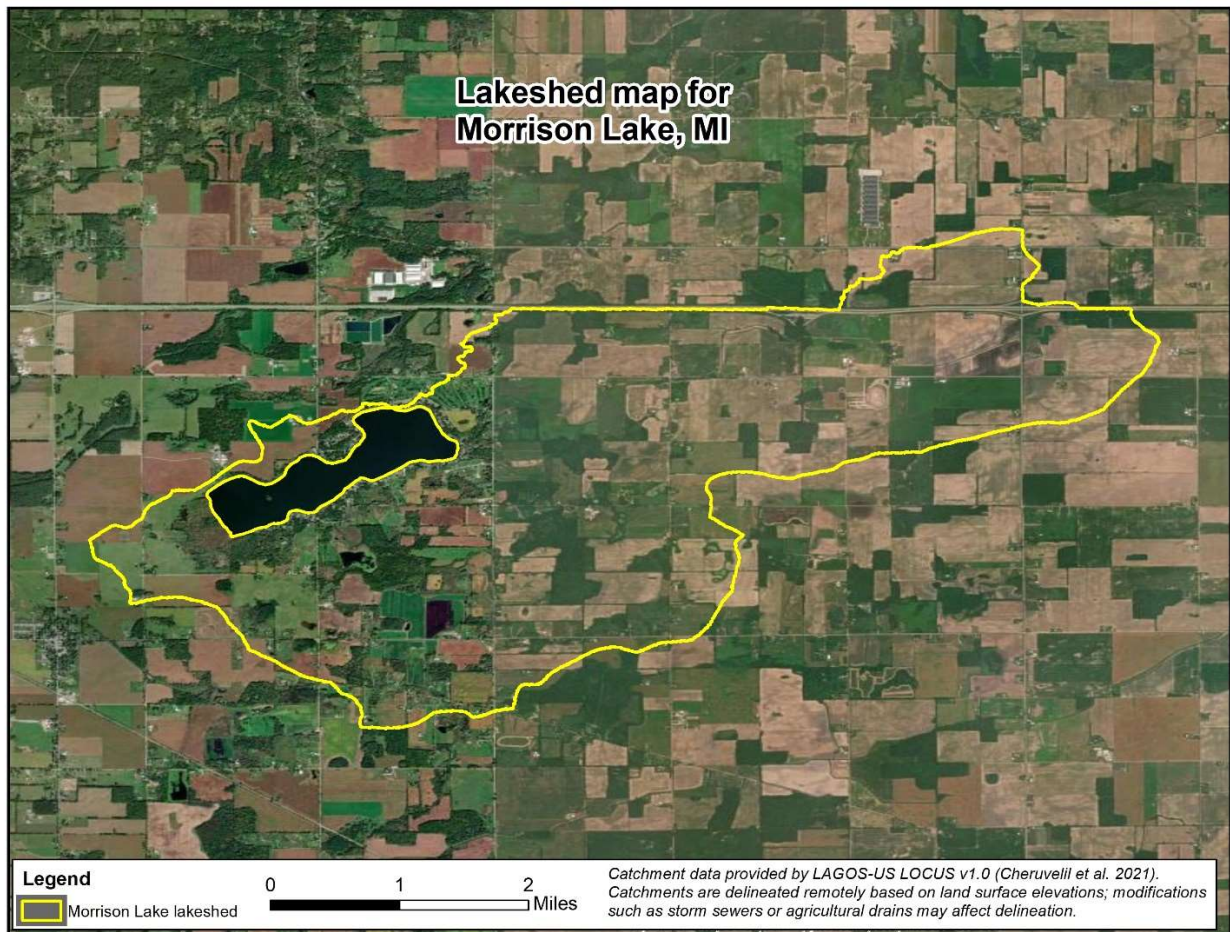 Lakeshed map for
Morrison Lake, MI
Legend
Morrison Lake lakeshed
0 1 2
Miles
Catchment data provided by LAGOS-US LOCUS v1.0 (Cheruvelil et al. 2021).
Catchments are delineated remotely based on land surface elevations; modifications
such as storm sewers or agricultural drains may affect delineation.